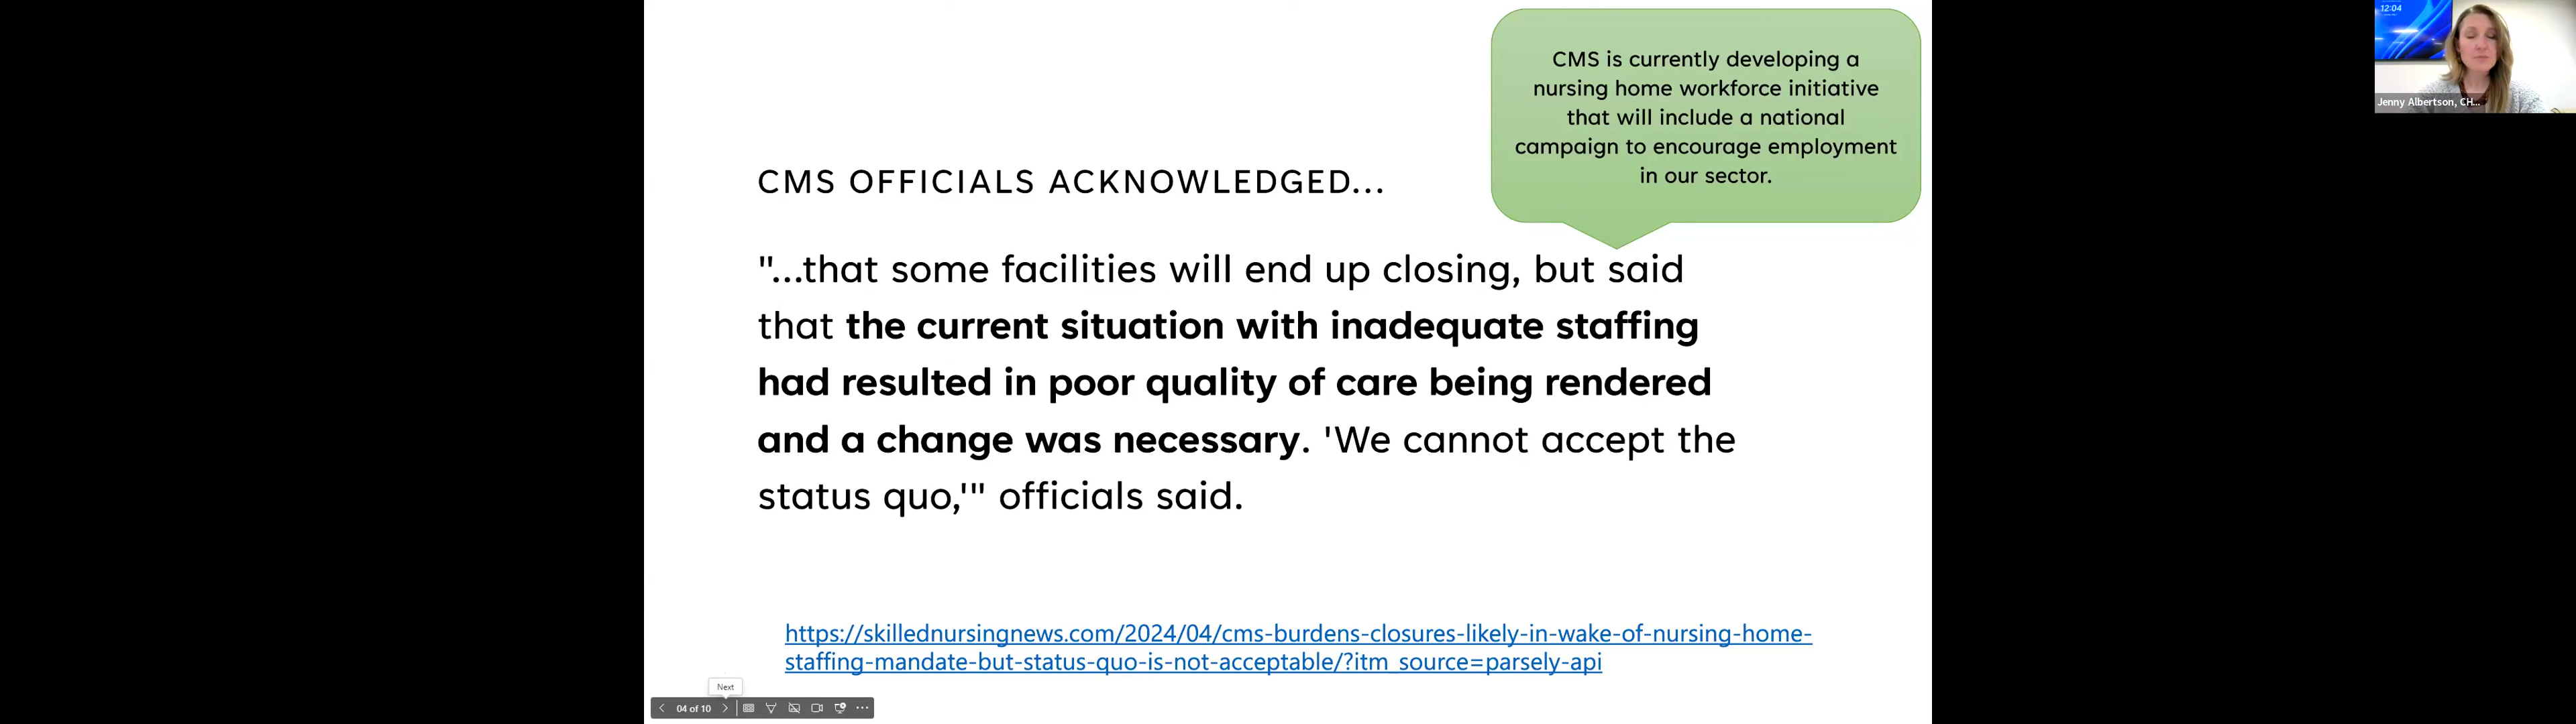 CMS is currently developing a
nursing home workforce initiative
that will include a national
campaign to encourage employment
in our sector.
12:04
Jenny Albertson, CH...
CMS OFFICIALS ACKNOWLEDGED...
"...that some facilities will end up closing, but said
that the current situation with inadequate staffing
had resulted in poor quality of care being rendered
and a change was necessary. 'We cannot accept the
status quo,'" officials said.
https://skillednursingnews.com/2024/04/cms-burdens-closures-likely-in-wake-of-nursing-home-
staffing-mandate-but-status-quo-is-not-acceptable/?itm_source=parsely-api
Next
04 of 10